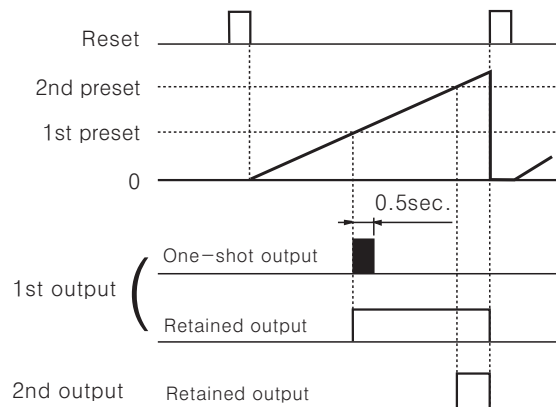 Reset
2nd preset
1st preset
0
0.5sec.
One-shot output
1st output
Retained output
2nd output Retained output